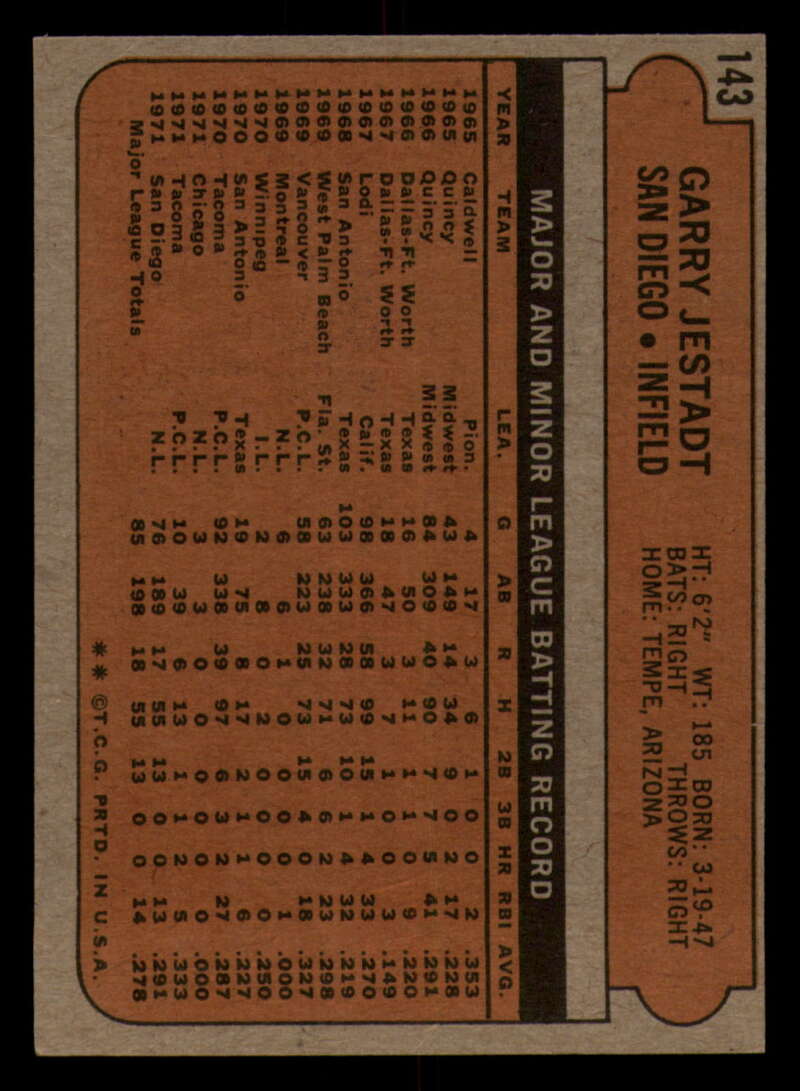 143
GARRY JESTADT
SAN DIEGO • INFIELD
HT: 6'2" WT: 185 BORN: 3-19-47
BATS: RIGHT THROWS: RIGHT
HOME: TEMPE, ARIZONA
MAJOR AND MINOR LEAGUE BATTING RECORD
YEAR TEAM LEA. G AB R H 2B 3B HR RBI AVG.
1965 Caldwell Pion. 4 17 3 6 1 0 0 2 .353
1965 Quincy Midwest 43 149 14 34 9 0 2 17 .228
1966 Quincy Midwest 84 309 40 90 7 7 5 41 .291
1966 Dallas-Ft. Worth Texas 16 50 3 11 1 1 0 9 .220
1967 Dallas-Ft. Worth Texas 18 47 3 7 1 0 0 3 .149
1967 Lodi Calif. 98 366 58 99 15 1 4 33 .270
1968 San Antonio Texas 103 333 28 73 10 1 4 32 .219
1969 West Palm Beach Fla. St. 63 238 32 71 6 6 2 23 .298
1969 Vancouver P.C.L. 58 223 25 73 15 4 0 18 .327
1969 Montreal N.L. 6 6 1 0 0 0 0 1 .000
1970 Winnipeg I.L. 2 8 0 2 0 0 0 0 .250
1970 San Antonio Texas 19 75 8 17 2 1 1 6 .227
1970 Tacoma P.C.L. 92 338 39 97 6 3 2 27 .287
1971 Chicago N.L. 3 3 0 0 0 0 0 0 .000
1971 Tacoma P.C.L. 10 39 6 13 1 1 2 5 .333
1971 San Diego N.L. 76 189 17 55 13 0 0 13 .291
Major League Totals 85 198 18 55 13 0 0 14 .278
** ©T.C.G. PRTD. IN U.S.A.